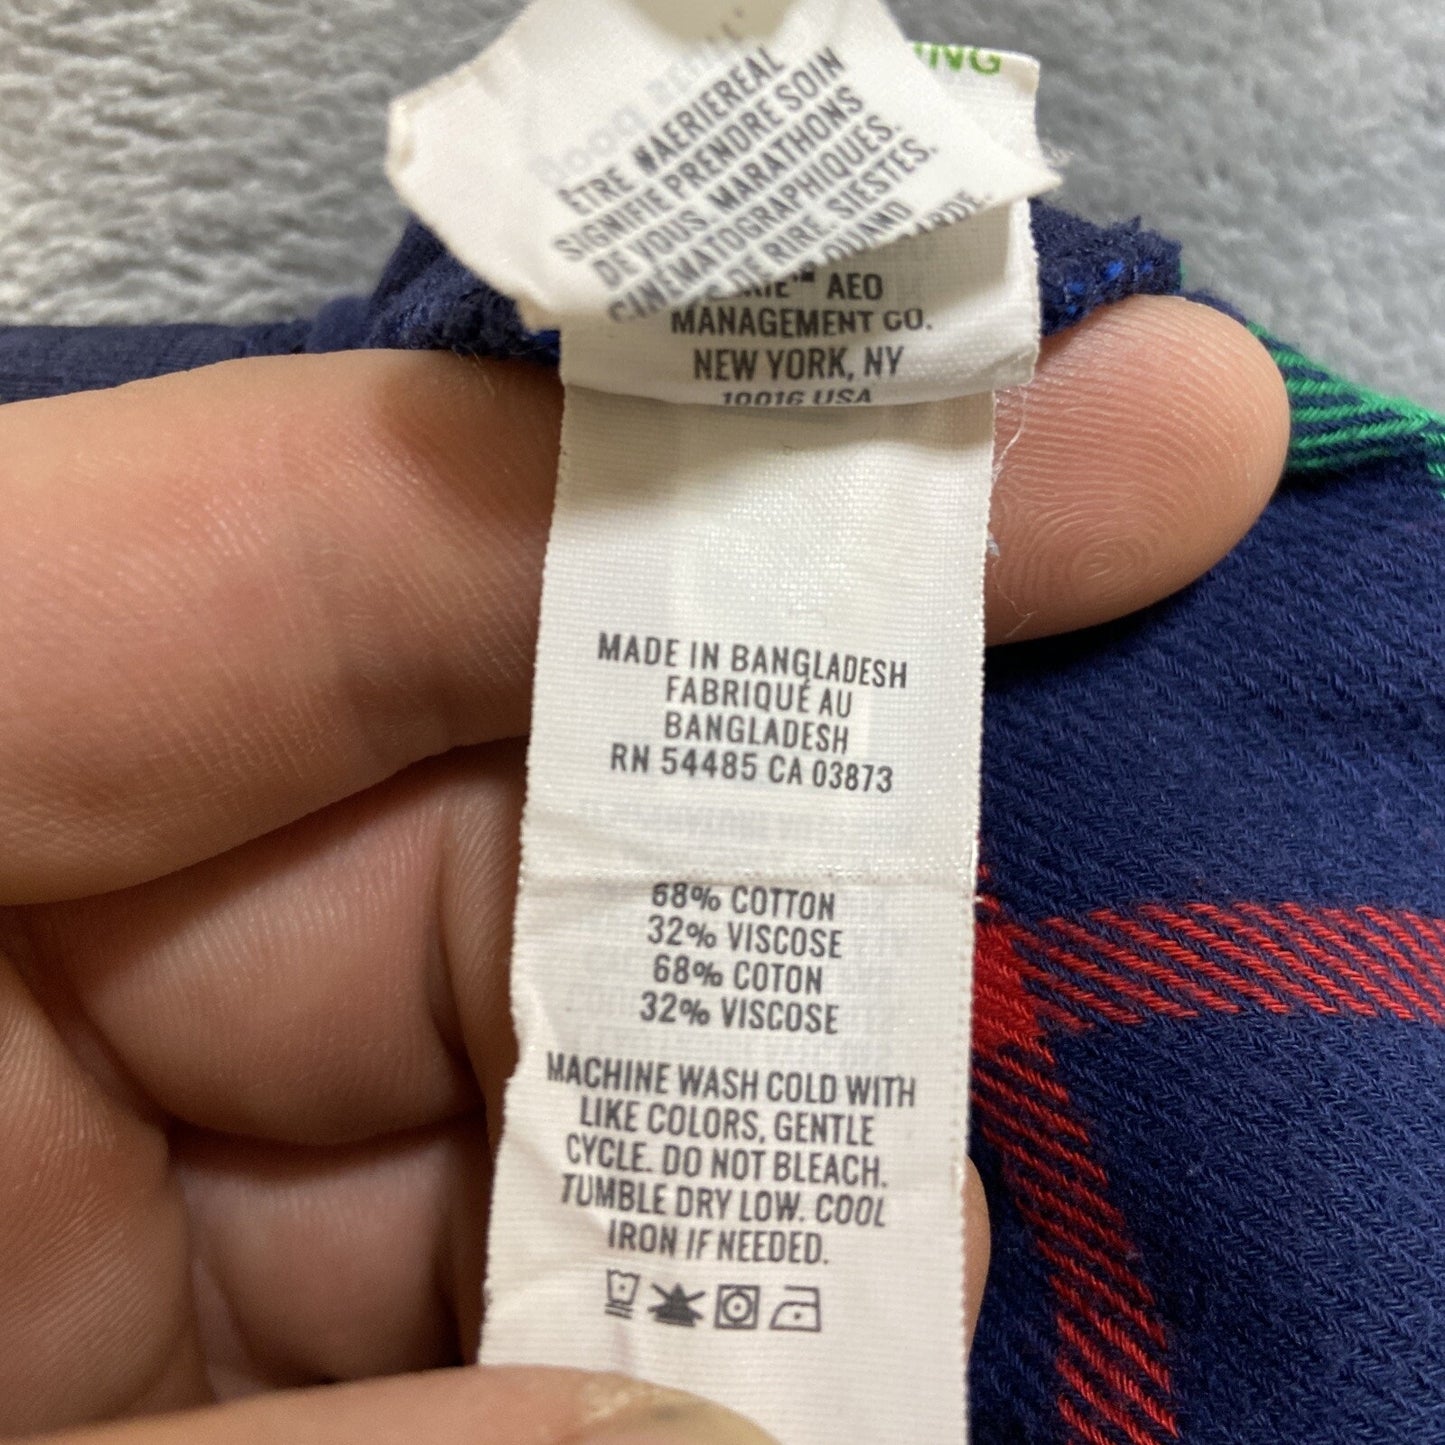 ING
ÊTRE #AERIEREAL
SIGNIFIE PRENDRE SOIN
DE VOUS. MARATHONS
CINÉMATOGRAPHIQUES.
DE RIRE. SIESTES.
QUAND
AEO
MANAGEMENT CO.
NEW YORK, NY
10016 USA
MADE IN BANGLADESH
FABRIQUÉ AU
BANGLADESH
RN 54485 CA 03873
68% COTTON
32% VISCOSE
68% COTON
32% VISCOSE
MACHINE WASH COLD WITH
LIKE COLORS, GENTLE
CYCLE. DO NOT BLEACH.
TUMBLE DRY LOW. COOL
IRON IF NEEDED.